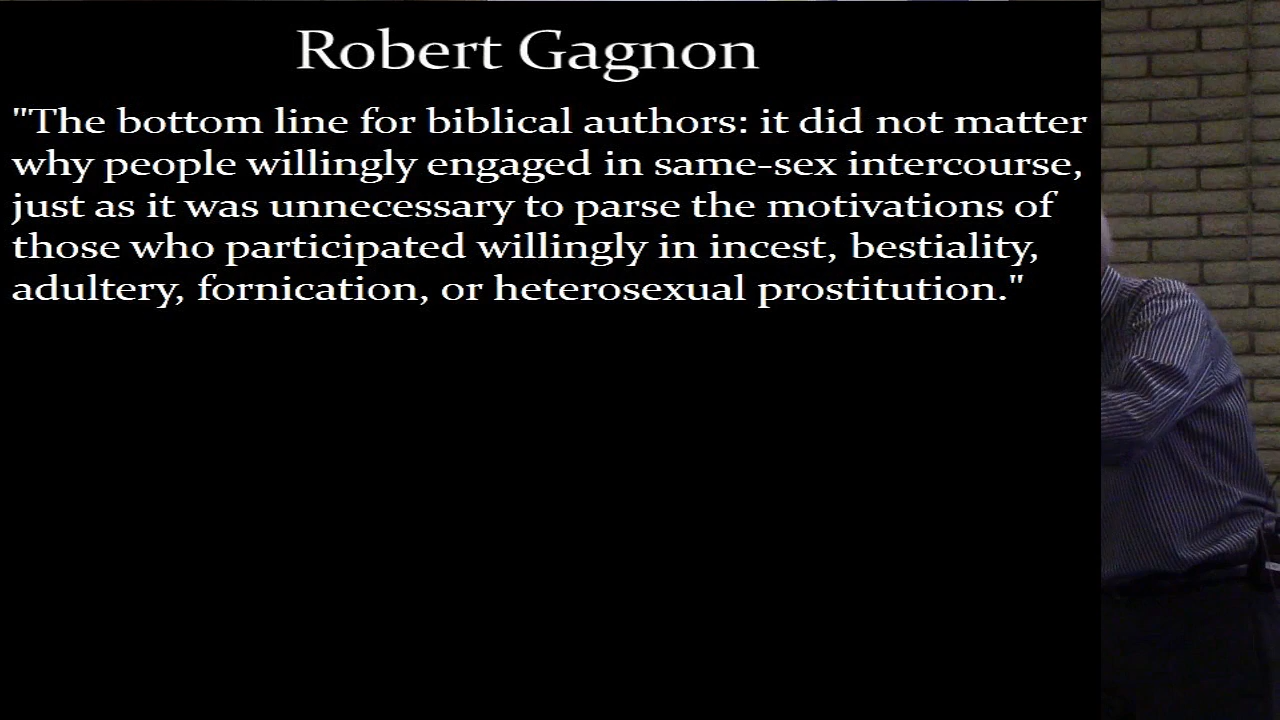 Robert Gagnon
"The bottom line for biblical authors: it did not matter
why people willingly engaged in same-sex intercourse,
just as it was unnecessary to parse the motivations of
those who participated willingly in incest, bestiality,
adultery, fornication, or heterosexual prostitution."